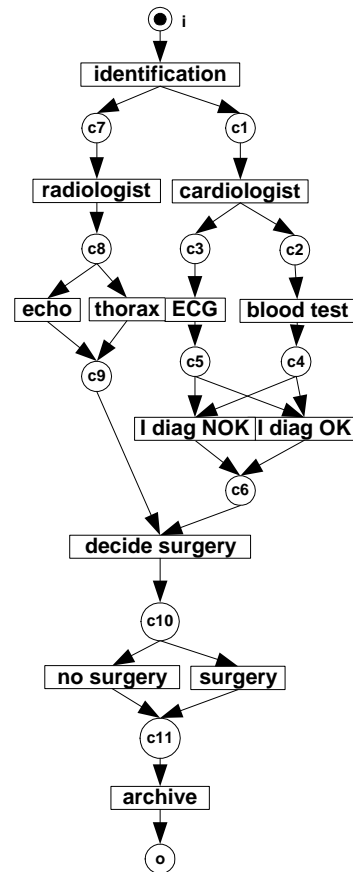 i
identification
c7 c1
radiologist cardiologist
c8 c3 c2
echo thorax ECG blood test
c9 c5 c4
I diag NOK I diag OK
c6
decide surgery
c10
no surgery surgery
c11
archive
o